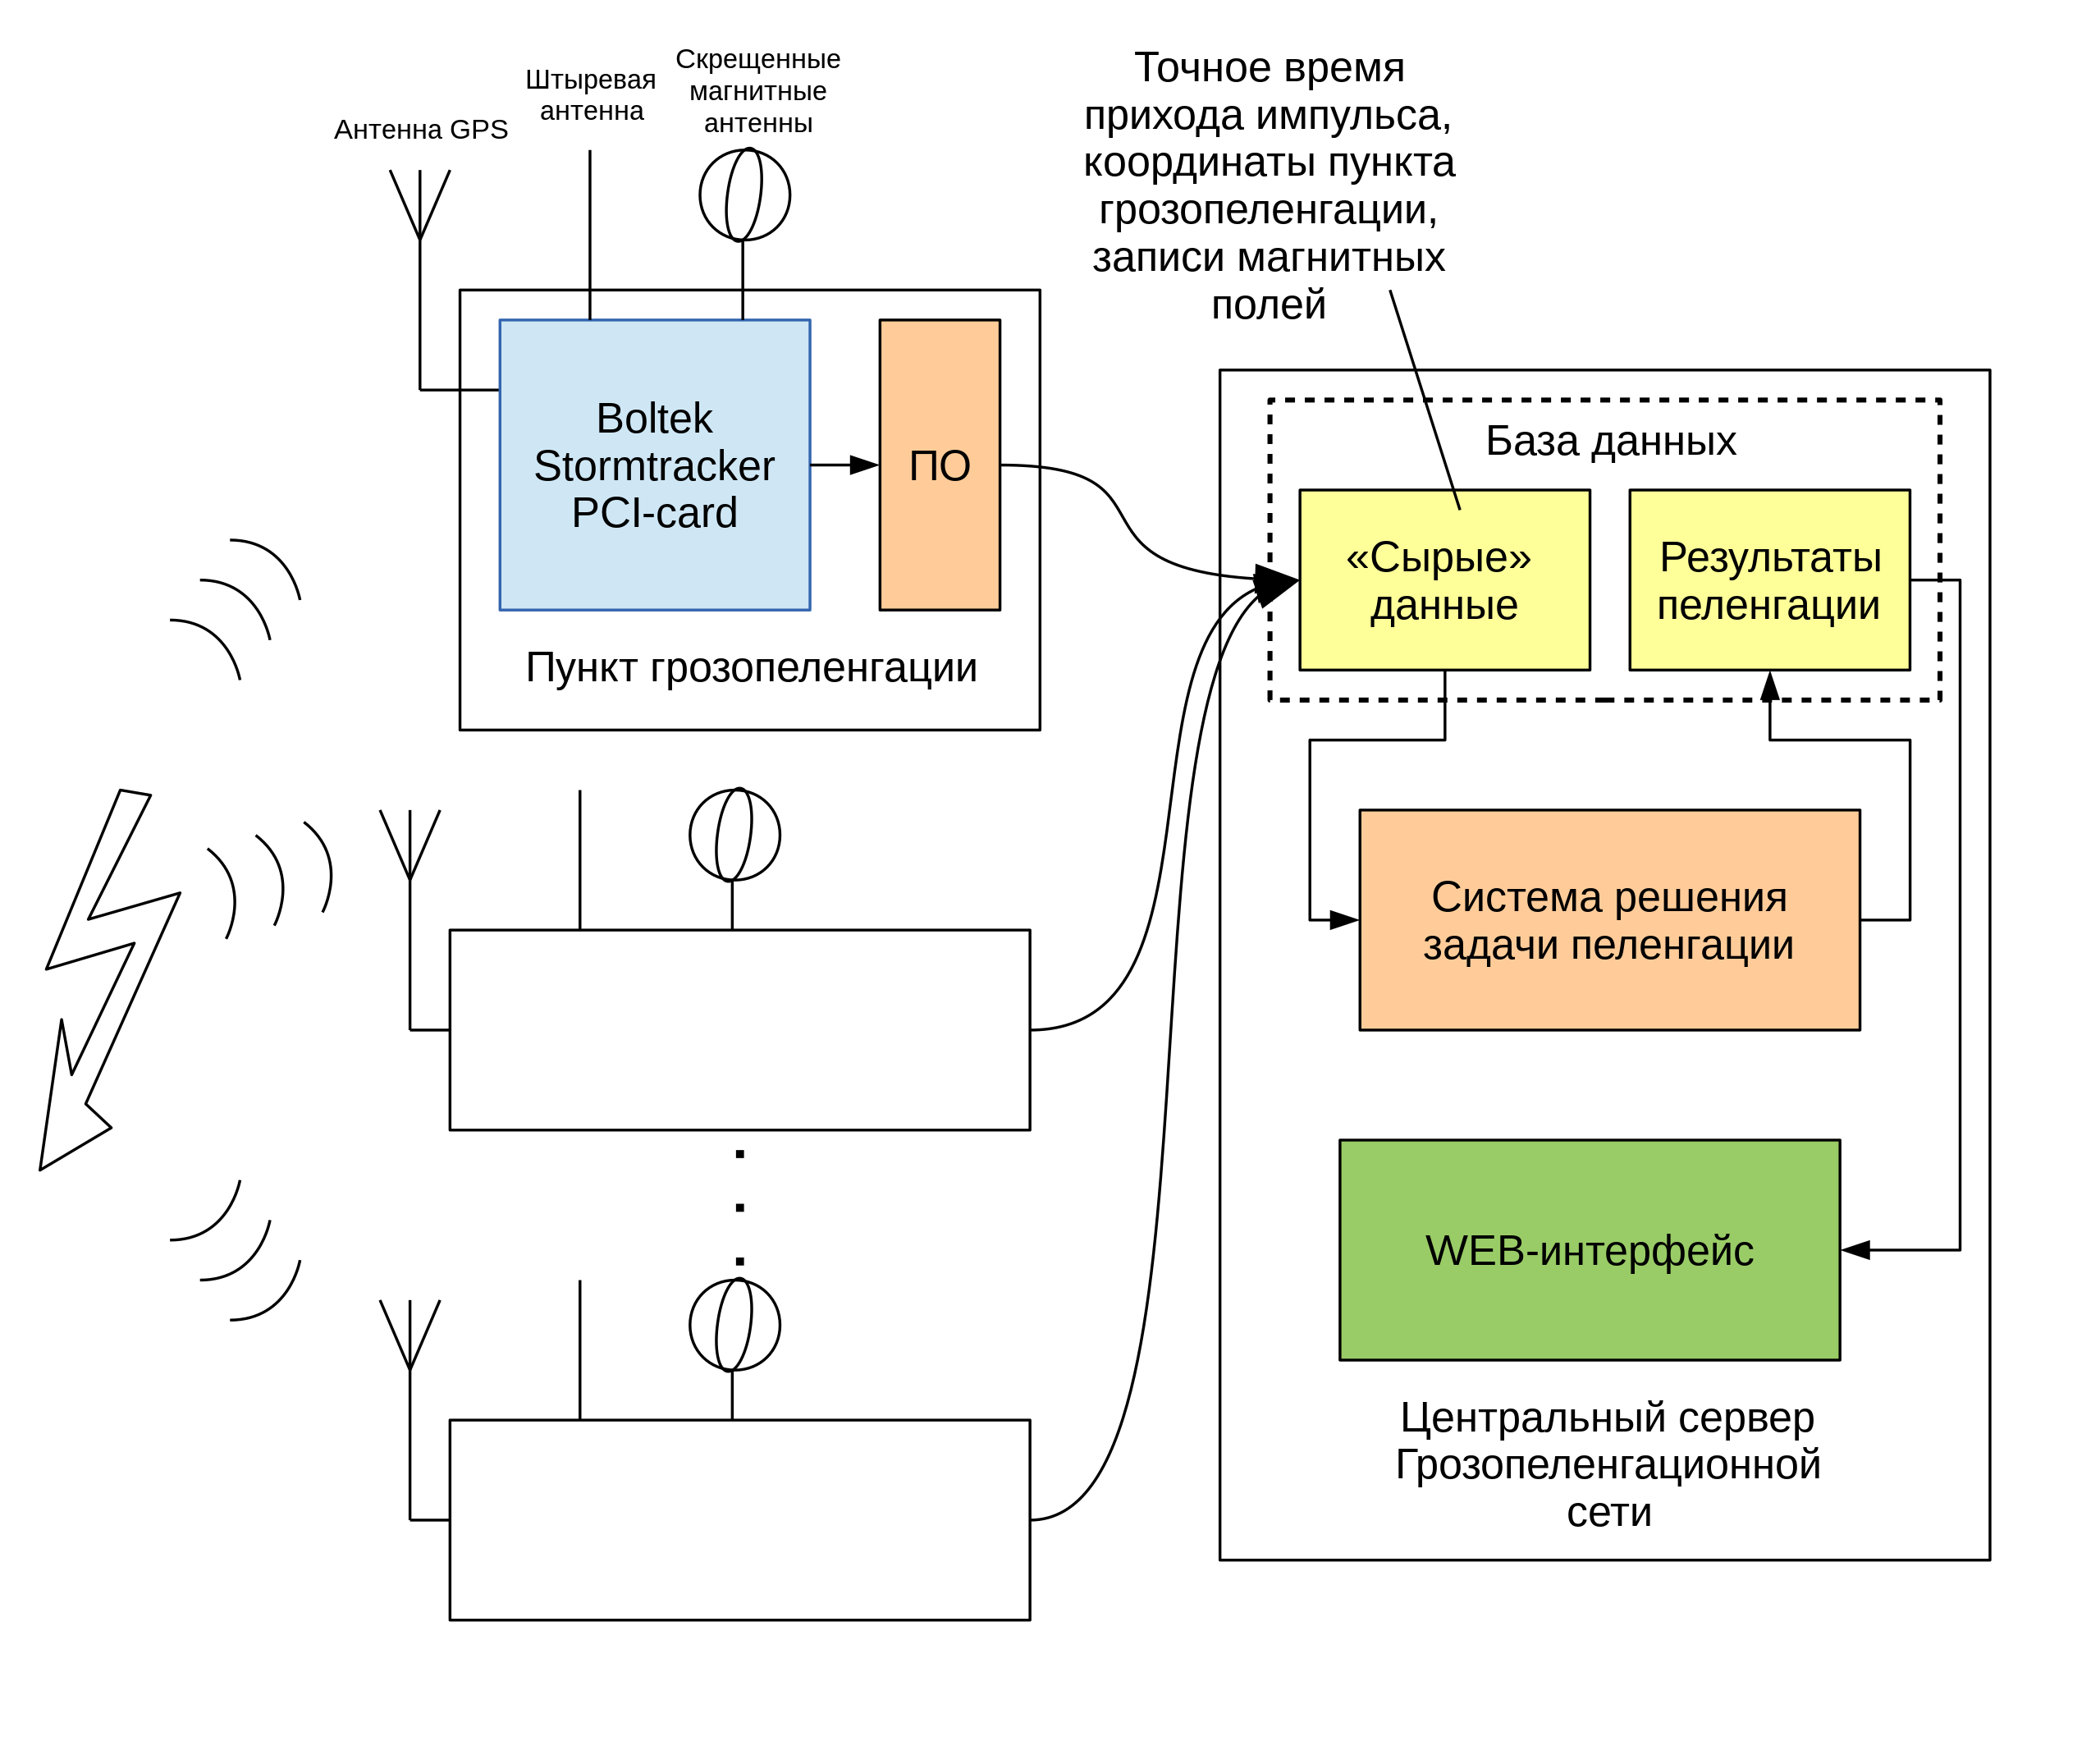 Антенна GPS
Штыревая
антенна
Скрещенные
магнитные
антенны
Точное время
прихода импульса,
координаты пункта
грозопеленгации,
записи магнитных
полей
Boltek
Stormtracker
PCI-card
ПО
Пункт грозопеленгации
База данных
«Сырые»
данные
Результаты
пеленгации
Система решения
задачи пеленгации
WEB-интерфейс
Центральный сервер
Грозопеленгационной
сети